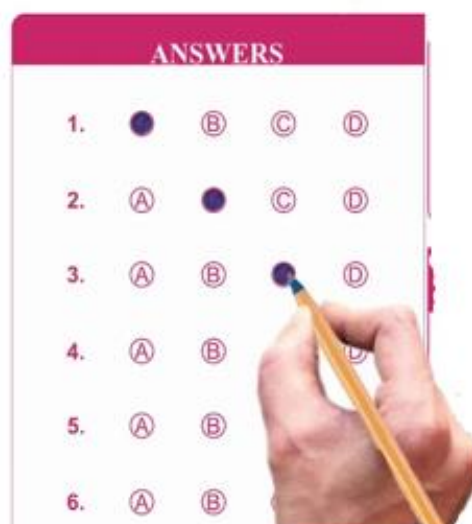 ANSWERS
1. Ⓑ Ⓒ Ⓓ
2. Ⓐ Ⓒ Ⓓ
3. Ⓐ Ⓑ Ⓓ
4. Ⓐ Ⓑ Ⓓ
5. Ⓐ Ⓑ
6. Ⓐ Ⓑ